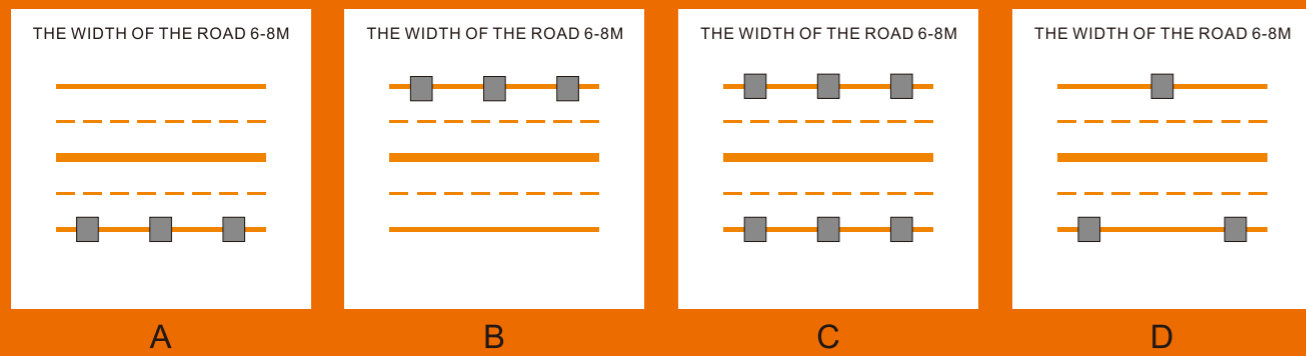 THE WIDTH OF THE ROAD 6-8M
THE WIDTH OF THE ROAD 6-8M
THE WIDTH OF THE ROAD 6-8M
THE WIDTH OF THE ROAD 6-8M
A
B
C
D